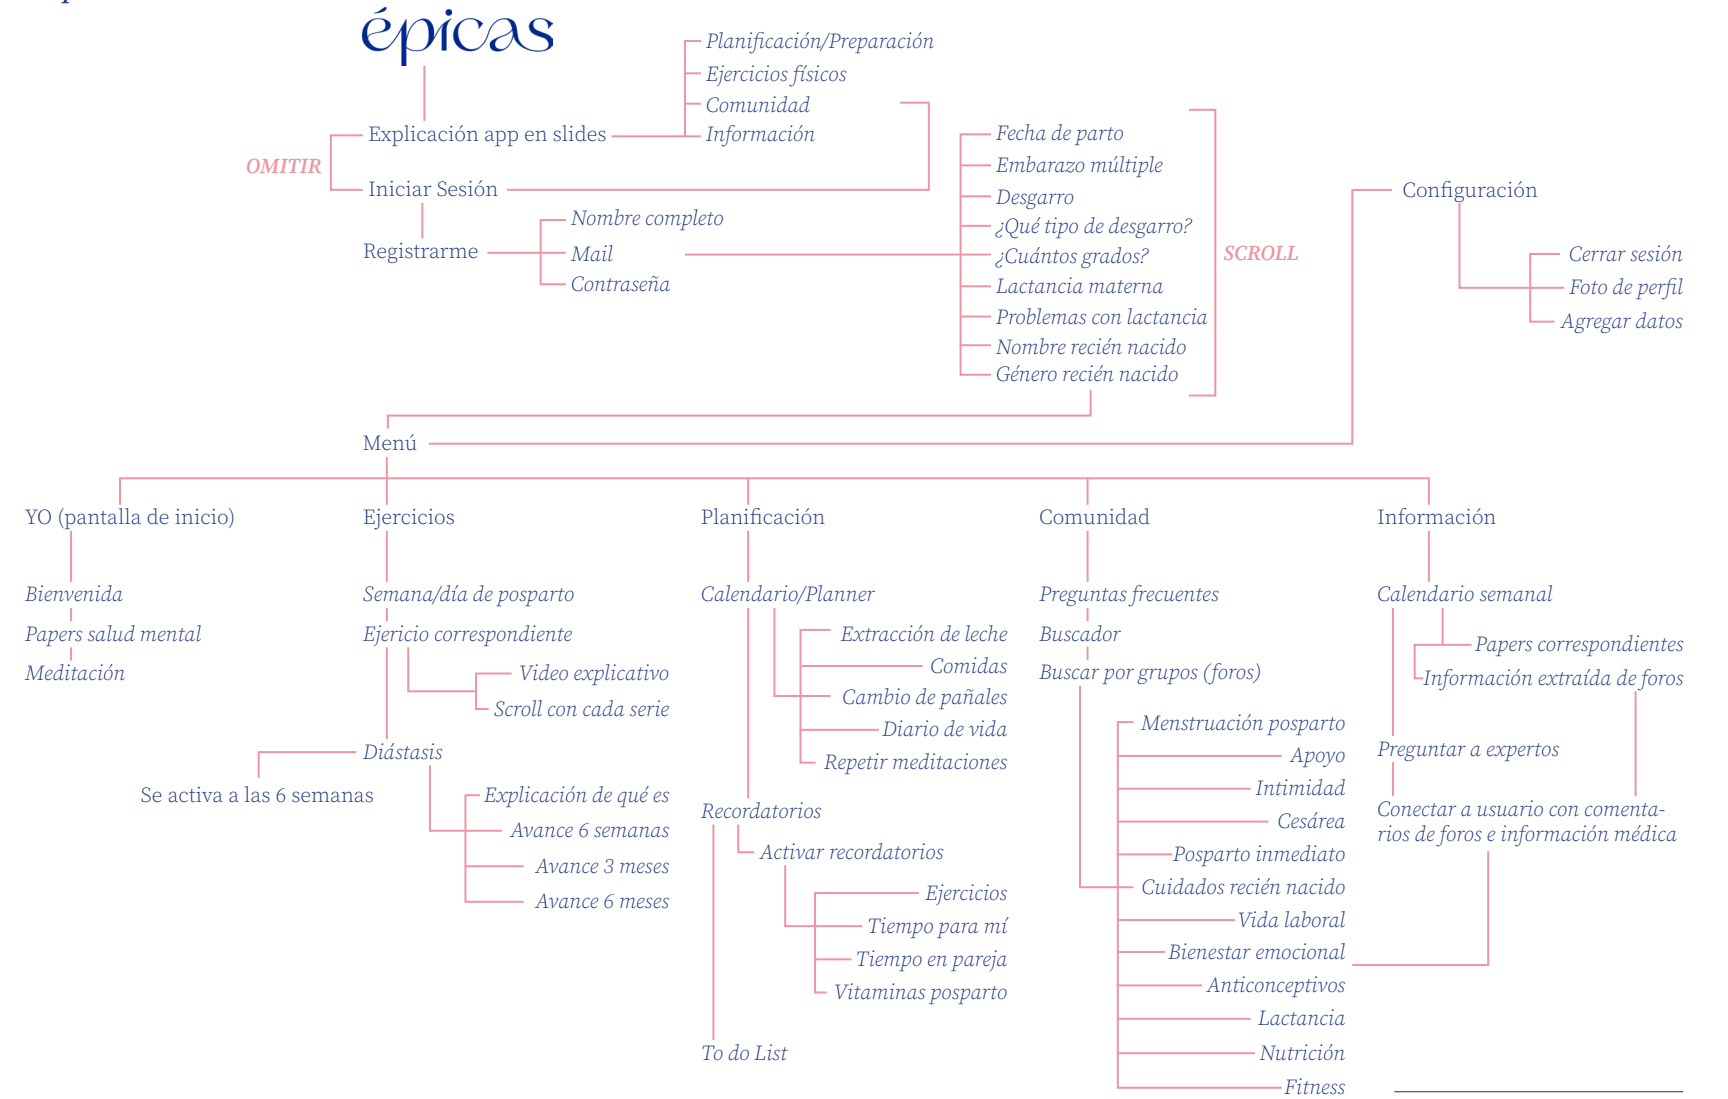 épicas
Planificación/Preparación
Ejercicios físicos
Comunidad
Información
Explicación app en slides
OMITIR
Iniciar Sesión
Registrarme
Nombre completo
Mail
Contraseña
Fecha de parto
Embarazo múltiple
Desgarro
¿Qué tipo de desgarro?
¿Cuántos grados?
Lactancia materna
Problemas con lactancia
Nombre recién nacido
Género recién nacido
SCROLL
Configuración
Cerrar sesión
Foto de perfil
Agregar datos
Menú
YO (pantalla de inicio)
Bienvenida
Papers salud mental
Meditación
Ejercicios
Semana/día de posparto
Ejericio correspondiente
Video explicativo
Scroll con cada serie
Diástasis
Se activa a las 6 semanas
Explicación de qué es
Avance 6 semanas
Avance 3 meses
Avance 6 meses
Planificación
Calendario/Planner
Extracción de leche
Comidas
Cambio de pañales
Diario de vida
Repetir meditaciones
Recordatorios
Activar recordatorios
Ejercicios
Tiempo para mí
Tiempo en pareja
Vitaminas posparto
To do List
Comunidad
Preguntas frecuentes
Buscador
Buscar por grupos (foros)
Menstruación posparto
Apoyo
Intimidad
Cesárea
Posparto inmediato
Cuidados recién nacido
Vida laboral
Bienestar emocional
Anticonceptivos
Lactancia
Nutrición
Fitness
Información
Calendario semanal
Papers correspondientes
Información extraída de foros
Preguntar a expertos
Conectar a usuario con comenta-
rios de foros e información médica